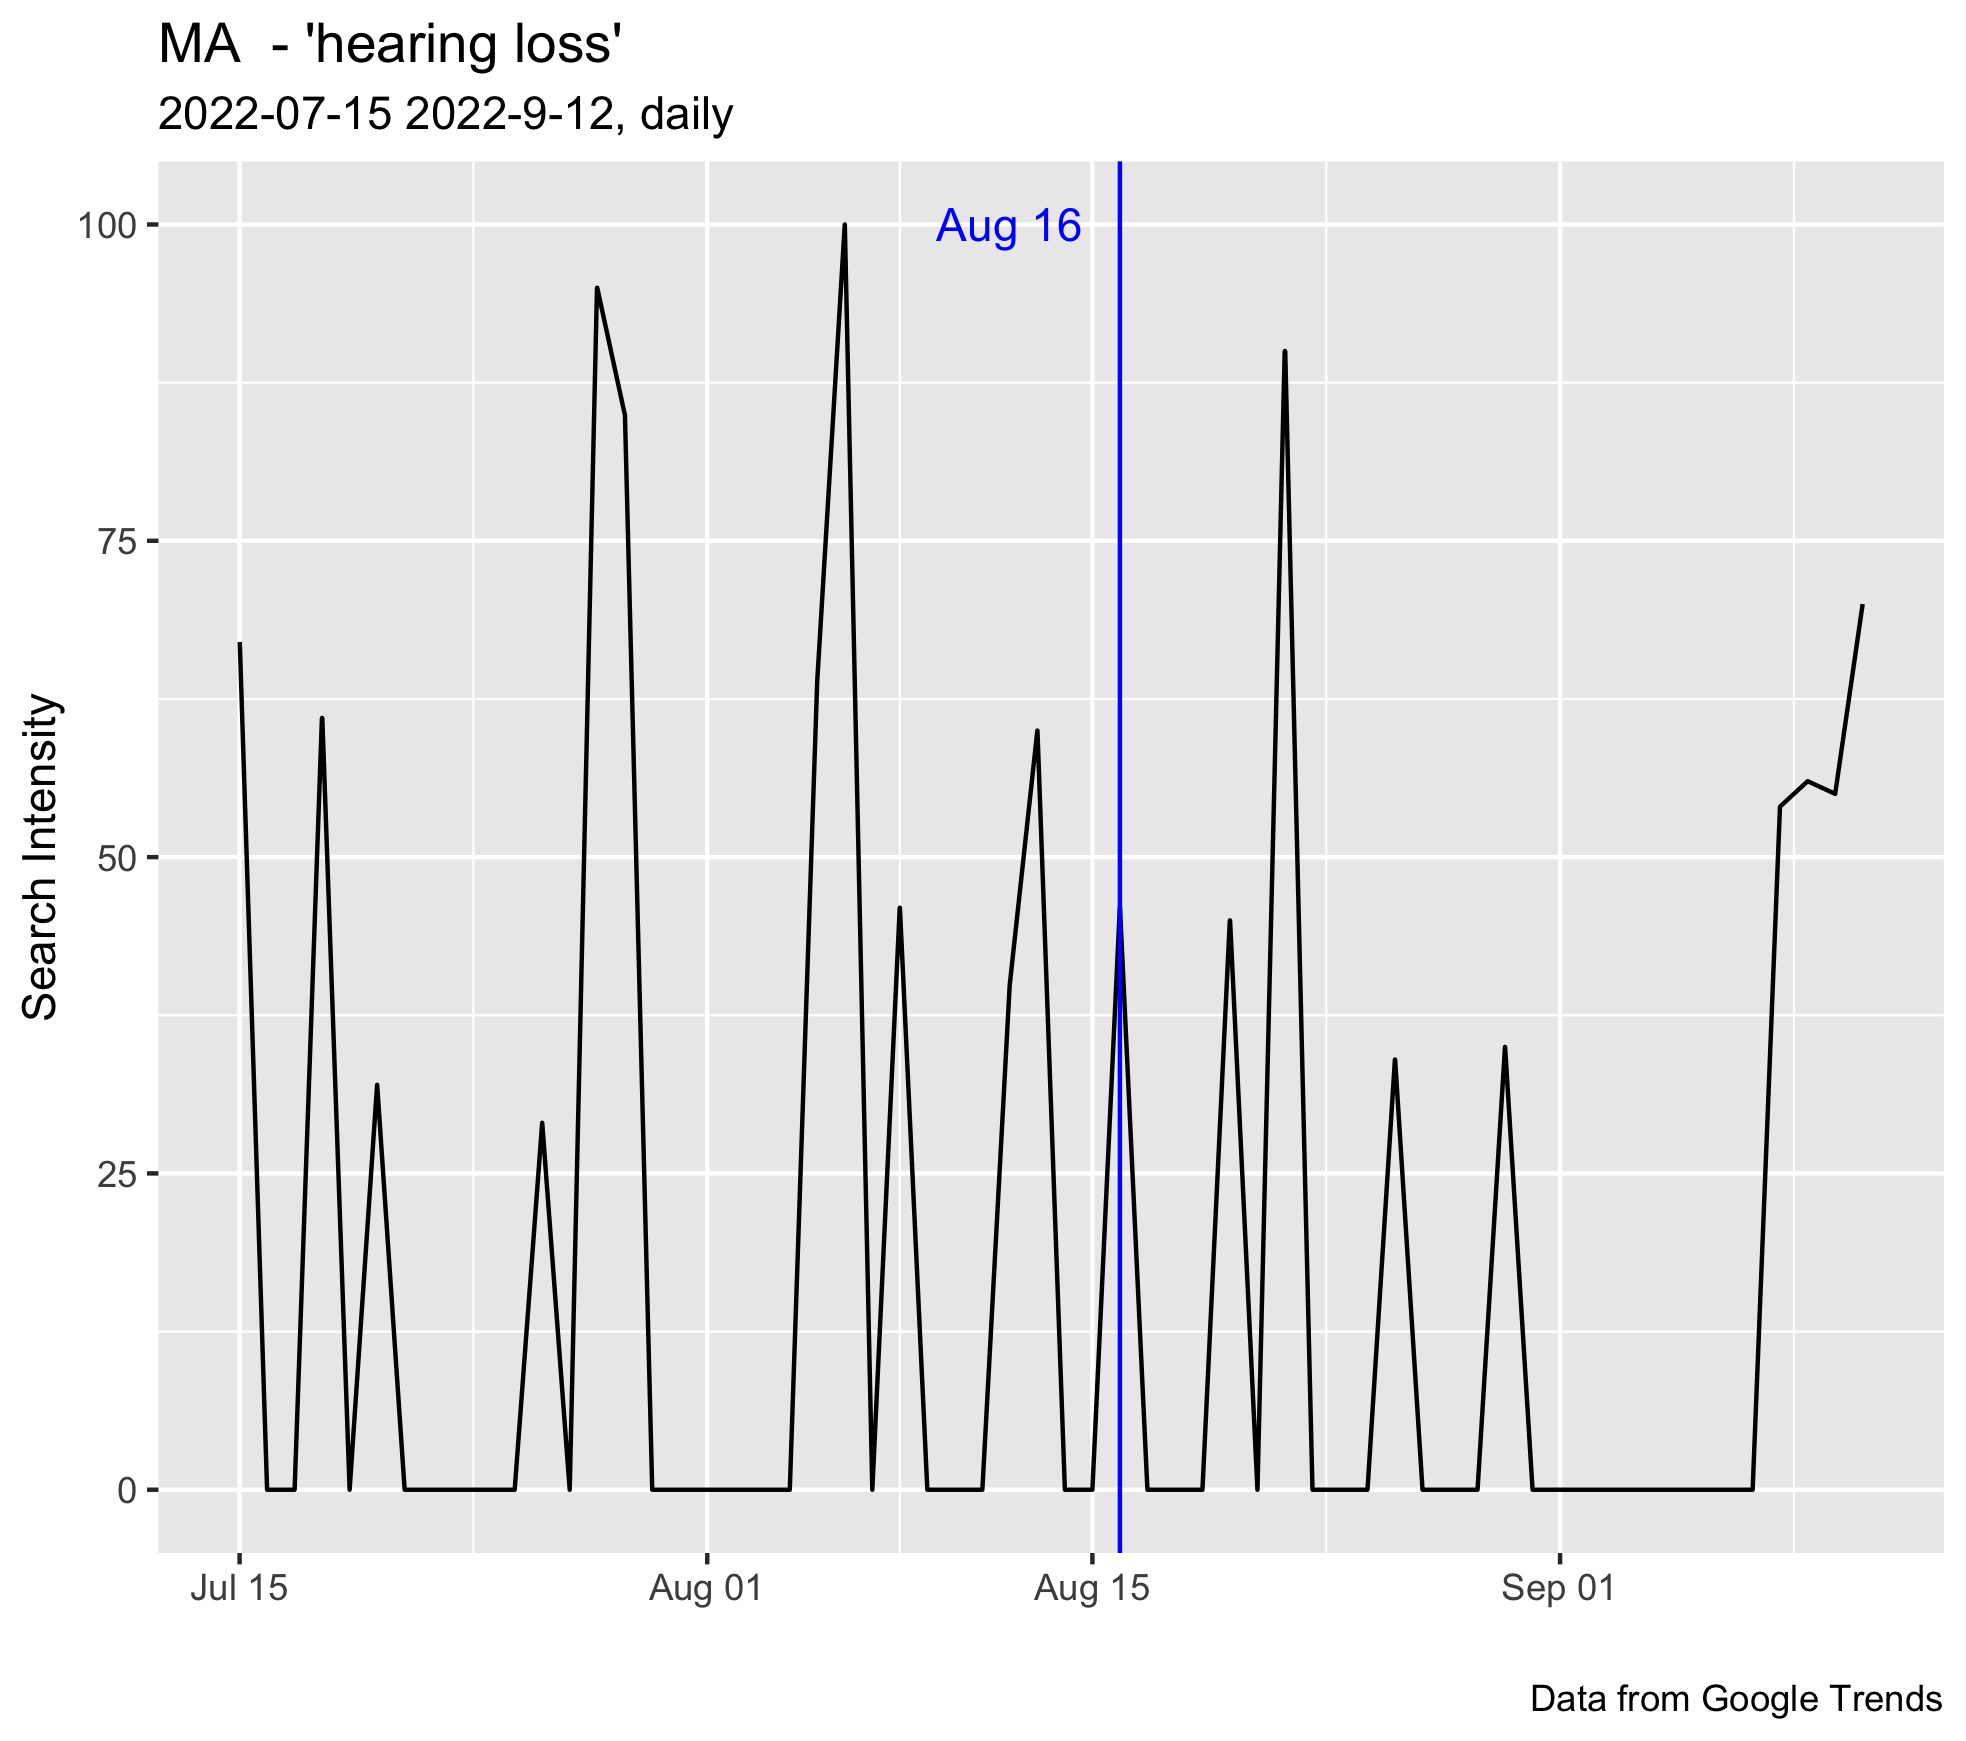 MA  - 'hearing loss'
2022-07-15 2022-9-12, daily
Aug 16
100
75
50
25
0
Search Intensity
Jul 15 Aug 01 Aug 15 Sep 01
Data from Google Trends